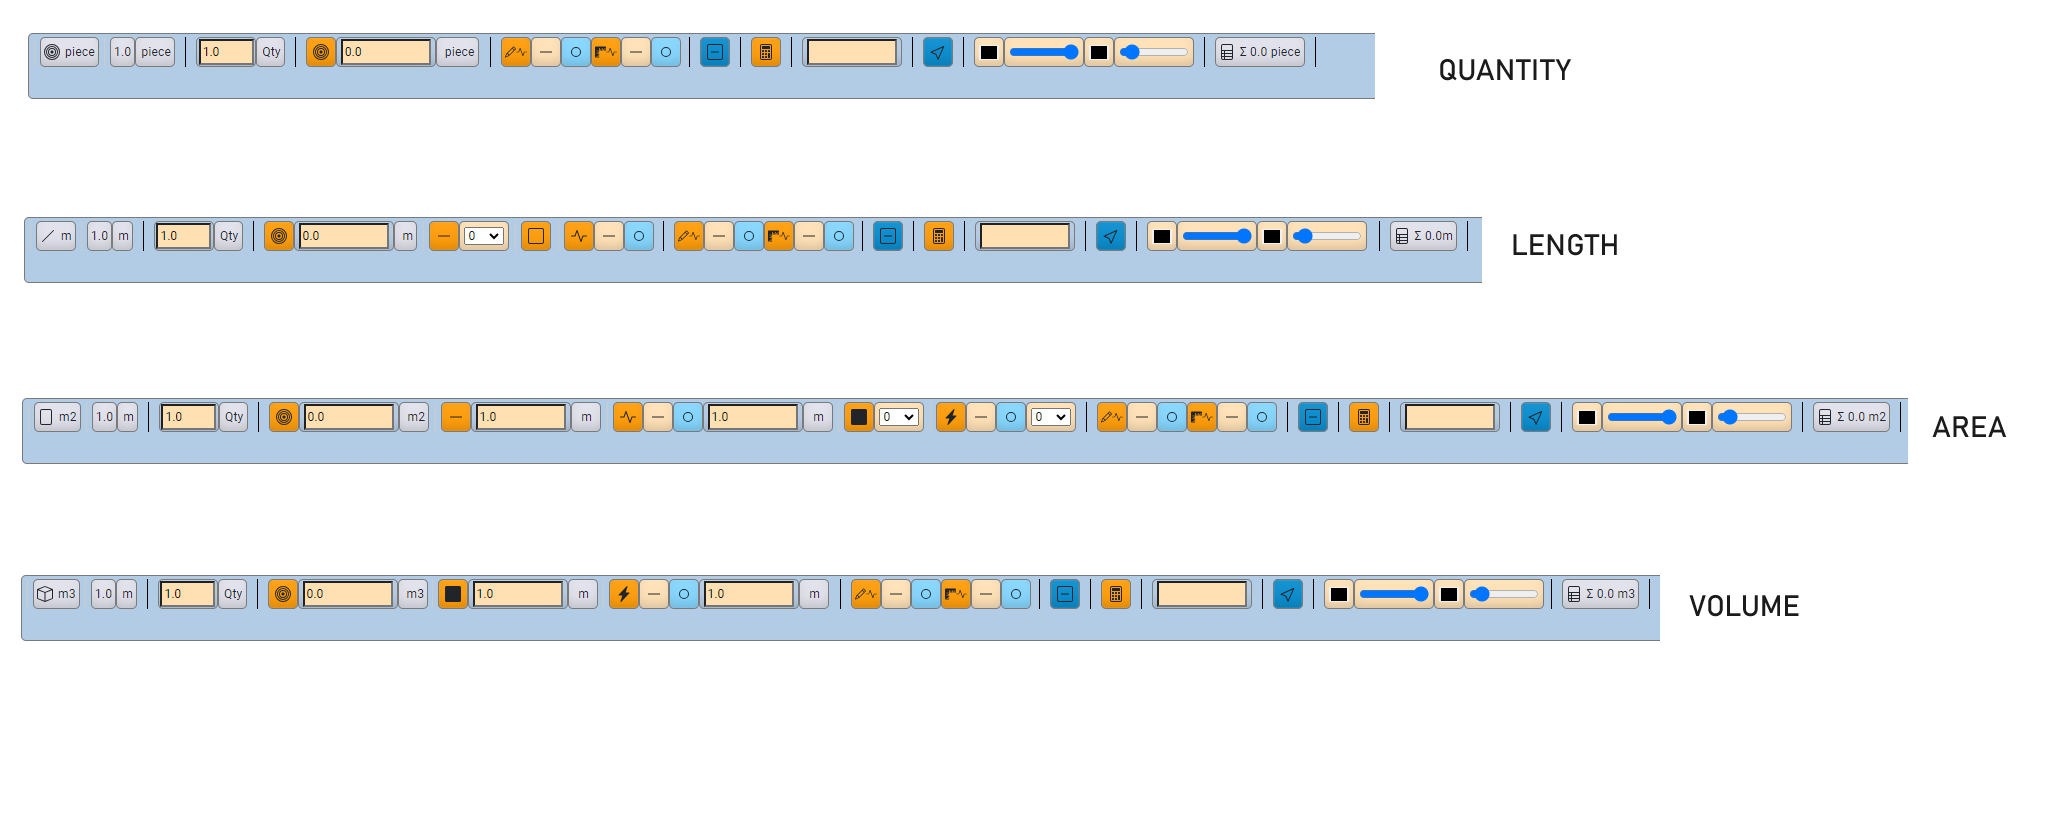 piece 1.0 piece 1.0 Qty 0.0 piece Σ 0.0 piece
QUANTITY
m 1.0 m 1.0 Qty 0.0 m 0 Σ 0.0m
LENGTH
m2 1.0 m 1.0 Qty 0.0 m2 1.0 m 1.0 m 0 0 Σ 0.0 m2
AREA
m3 1.0 m 1.0 Qty 0.0 m3 1.0 m 1.0 m Σ 0.0 m3
VOLUME